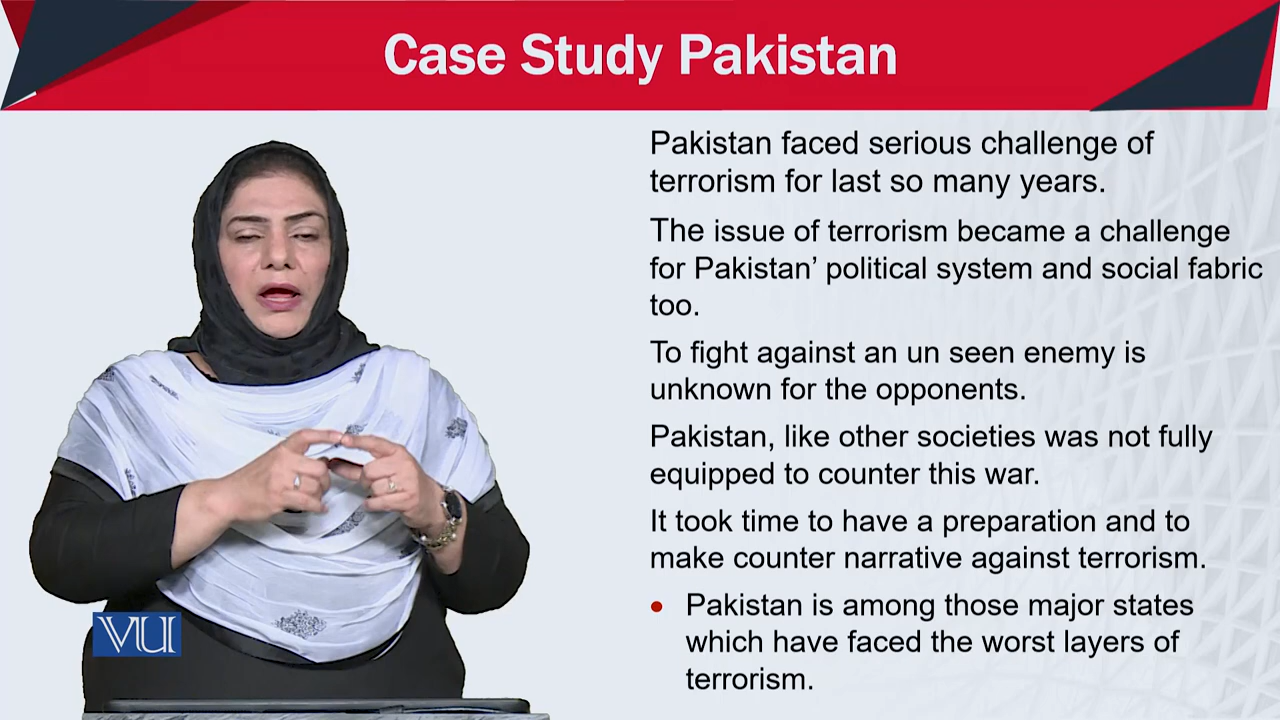 Case Study Pakistan
Pakistan faced serious challenge of
terrorism for last so many years.
The issue of terrorism became a challenge
for Pakistan’ political system and social fabric
too.
To fight against an un seen enemy is
unknown for the opponents.
Pakistan, like other societies was not fully
equipped to counter this war.
It took time to have a preparation and to
make counter narrative against terrorism.
• Pakistan is among those major states
which have faced the worst layers of
terrorism.
VU